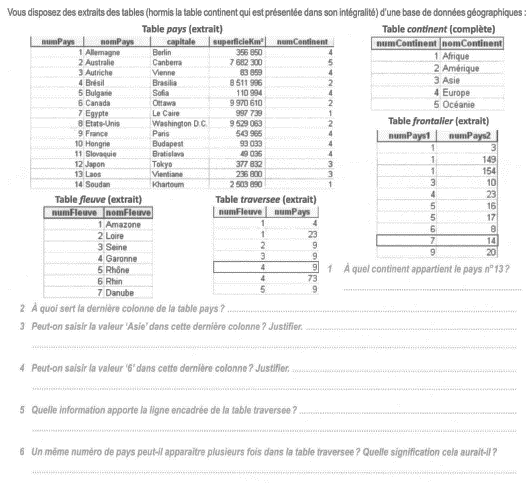 Vous disposez des extraits des tables (hormis la table continent qui est présentée dans son intégralité) d'une base de données géographiques :
Table pays (extrait)
numPays nomPays capitale superficieKm² numContinent
1 Allemagne Berlin 356 850 4
2 Australie Canberra 7 682 300 5
3 Autriche Vienne 83 859 4
4 Brésil Brasilia 8 511 996 2
5 Bulgarie Sofia 110 994 4
6 Canada Ottawa 9 970 610 2
7 Egypte Le Caire 997 739 1
8 Etats-Unis Washington D.C. 9 529 063 2
9 France Paris 543 965 4
10 Hongrie Budapest 93 033 4
11 Slovaquie Bratislava 49 036 4
12 Japon Tokyo 377 832 3
13 Laos Vientiane 236 800 3
14 Soudan Khartoum 2 503 890 1
Table continent (complète)
numContinent nomContinent
1 Afrique
2 Amérique
3 Asie
4 Europe
5 Océanie
Table frontalier (extrait)
numPays1 numPays2
1 3
1 149
1 154
3 10
4 23
5 16
5 17
6 8
7 14
9 20
Table fleuve (extrait)
numFleuve nomFleuve
1 Amazone
2 Loire
3 Seine
4 Garonne
5 Rhône
6 Rhin
7 Danube
Table traversee (extrait)
numFleuve numPays
1 4
1 23
2 9
3 9
4 9
4 73
5 9
1 À quel continent appartient le pays n°13 ?
2 À quoi sert la dernière colonne de la table pays ?
3 Peut-on saisir la valeur 'Asie' dans cette dernière colonne ? Justifier.
4 Peut-on saisir la valeur '6' dans cette dernière colonne ? Justifier.
5 Quelle information apporte la ligne encadrée de la table traversee ?
6 Un même numéro de pays peut-il apparaître plusieurs fois dans la table traversee ? Quelle signification cela aurait-il ?